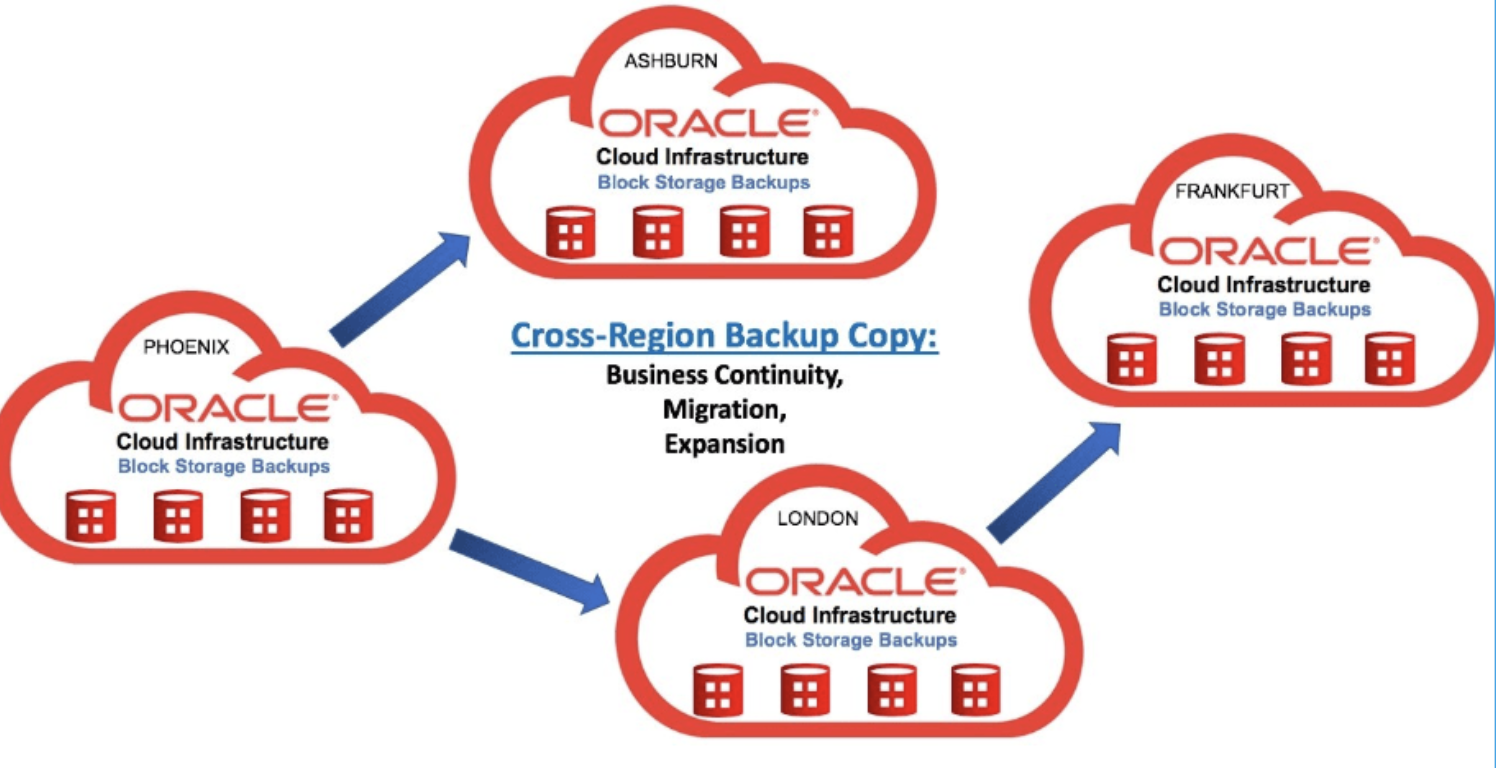 ASHBURN
ORACLE®
Cloud Infrastructure
Block Storage Backups
FRANKFURT
ORACLE®
Cloud Infrastructure
Block Storage Backups
PHOENIX
ORACLE®
Cloud Infrastructure
Block Storage Backups
Cross-Region Backup Copy:
Business Continuity,
Migration,
Expansion
LONDON
ORACLE®
Cloud Infrastructure
Block Storage Backups